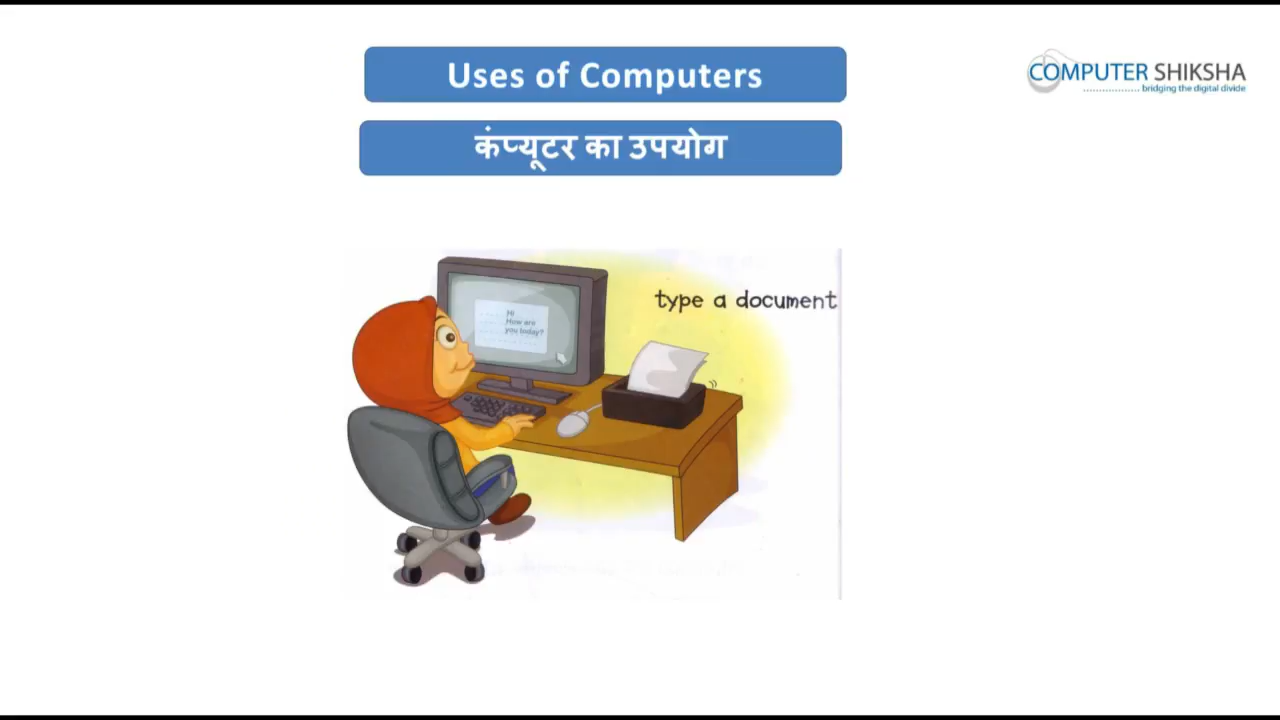 Uses of Computers
COMPUTER SHIKSHA
bridging the digital divide
कंप्यूटर का उपयोग
type a document
Hi
How are
you today?